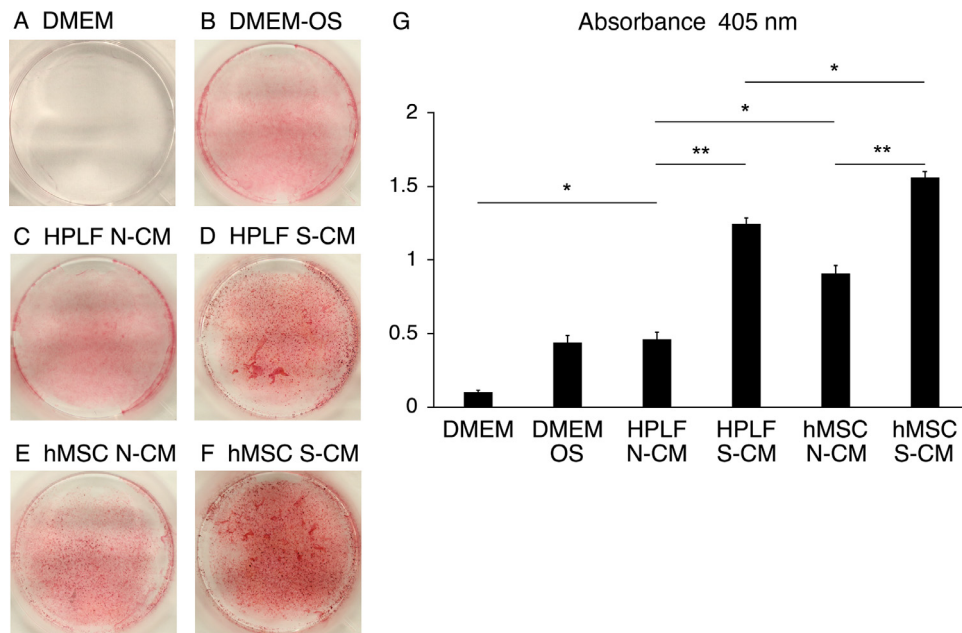 A DMEM
B DMEM-OS
C HPLF N-CM
D HPLF S-CM
E hMSC N-CM
F hMSC S-CM
G
Absorbance 405 nm
*
*
**
**
*
2
1.5
1
0.5
0
DMEM
DMEM
OS
HPLF
N-CM
HPLF
S-CM
hMSC
N-CM
hMSC
S-CM